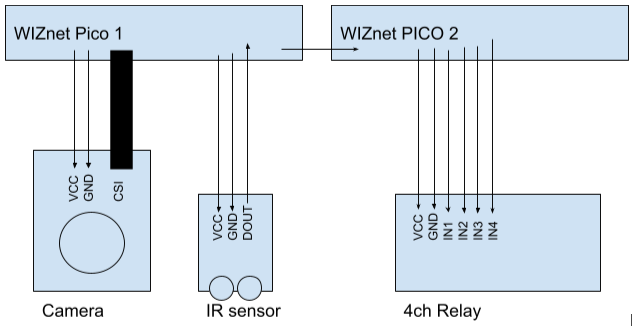 WIZnet Pico 1
WIZnet PICO 2
VCC
GND
CSI
VCC
GND
DOUT
VCC
GND
IN1
IN2
IN3
IN4
Camera
IR sensor
4ch Relay